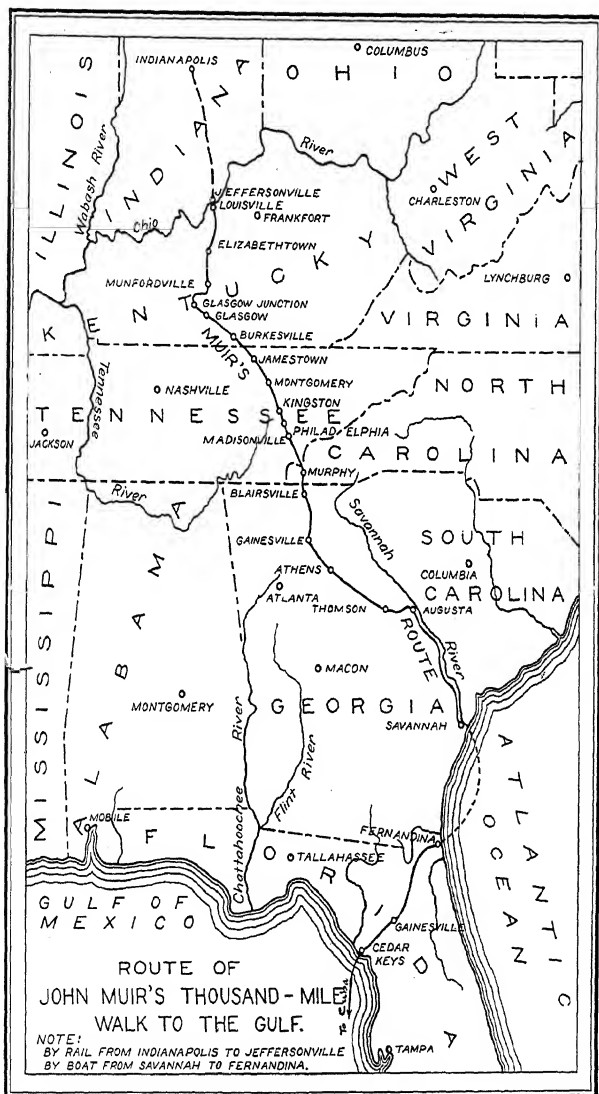 COLUMBUS
INDIANAPOLIS
OHIO
ILLINOIS
INDIANA
Wabash River
River
WEST VIRGINIA
CHARLESTON
JEFFERSONVILLE
LOUISVILLE
FRANKFORT
Ohio
ELIZABETHTOWN
LYNCHBURG
MUNFORDVILLE
KENTUCKY
GLASGOW JUNCTION
GLASGOW
VIRGINIA
BURKESVILLE
MUIR'S
JAMESTOWN
MONTGOMERY
NASHVILLE
NORTH
Tennessee
KINGSTON
TENNESSEE
JACKSON
PHILADELPHIA
MADISONVILLE
CAROLINA
MURPHY
River
BLAIRSVILLE
Savannah
GAINESVILLE
SOUTH
ATHENS
COLUMBIA
ATLANTA
CAROLINA
THOMSON
AUGUSTA
ROUTE
River
MISSISSIPPI
ALABAMA
MACON
MONTGOMERY
River
GEORGIA
SAVANNAH
Flint River
ATLANTIC
OCEAN
MOBILE
Chattahoochee
FLORIDA
FERNANDINA
TALLAHASSEE
GULF OF
MEXICO
GAINESVILLE
CEDAR
KEYS
To Cuba
ROUTE OF
JOHN MUIR'S THOUSAND-MILE
WALK TO THE GULF.
NOTE:
BY RAIL FROM INDIANAPOLIS TO JEFFERSONVILLE
BY BOAT FROM SAVANNAH TO FERNANDINA.
TAMPA